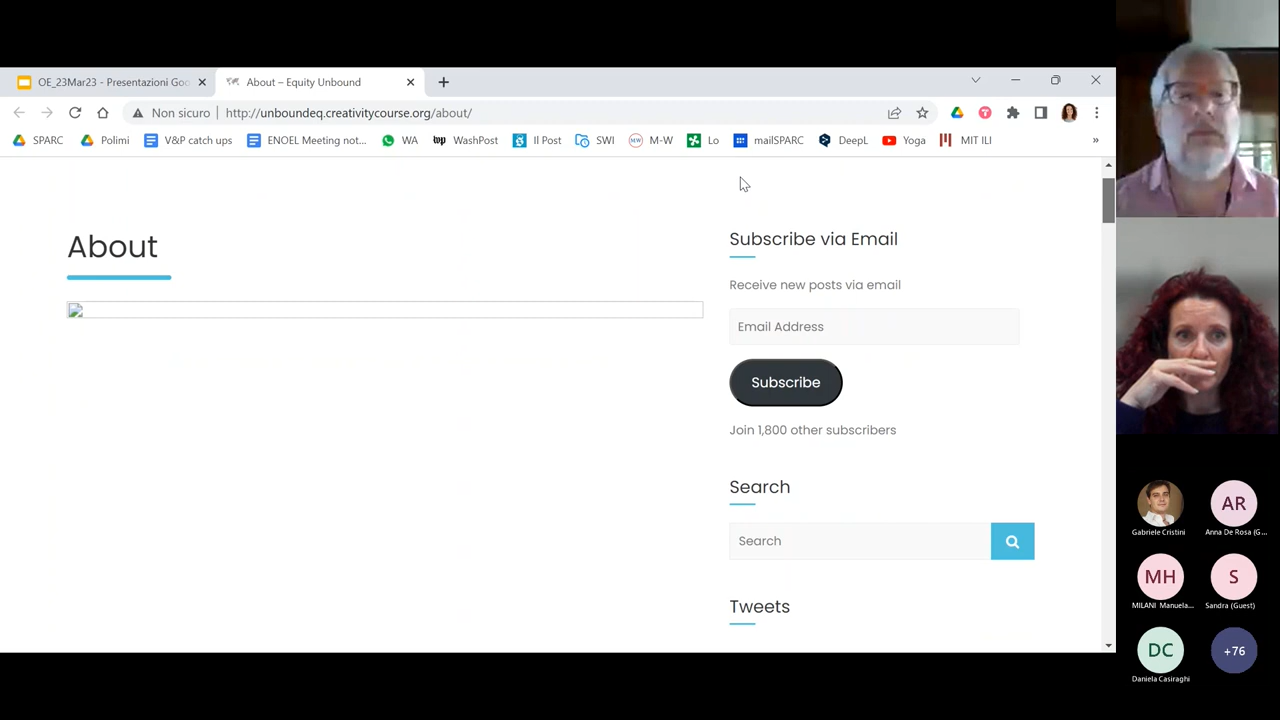 OE_23Mar23 - Presentazioni Goo
About – Equity Unbound
Non sicuro
http://unboundeq.creativitycourse.org/about/
SPARC
Polimi
V&P catch ups
ENOEL Meeting not...
WA
wp
WashPost
Il Post
SWI
M-W
Lo
mailSPARC
DeepL
Yoga
MIT ILI
»
About
Subscribe via Email
Receive new posts via email
Email Address
Subscribe
Join 1,800 other subscribers
Search
Search
Tweets
AR
Gabriele Cristini
Anna De Rosa (G...
MH
S
MILANI Manuela...
Sandra (Guest)
DC
+76
Daniela Casiraghi